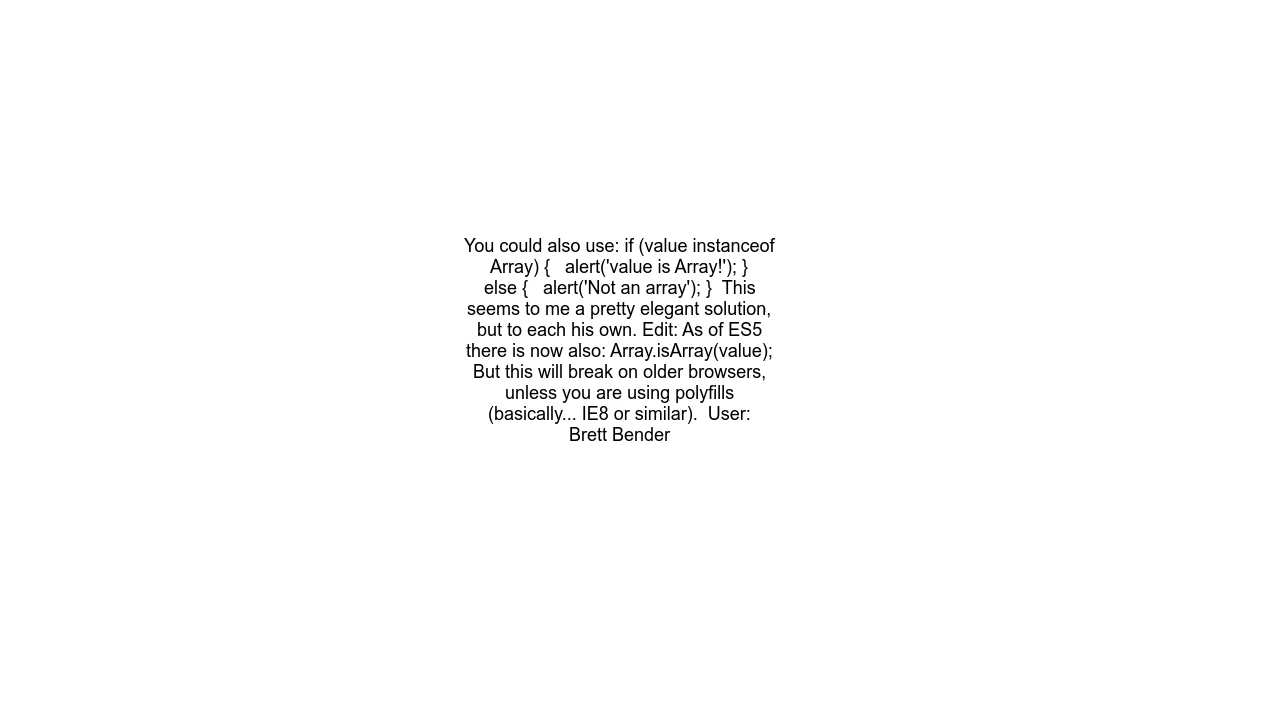 You could also use: if (value instanceof
Array) {   alert('value is Array!'); }
else {   alert('Not an array'); }  This
seems to me a pretty elegant solution,
but to each his own. Edit: As of ES5
there is now also: Array.isArray(value);
But this will break on older browsers,
unless you are using polyfills
(basically... IE8 or similar).  User:
Brett Bender